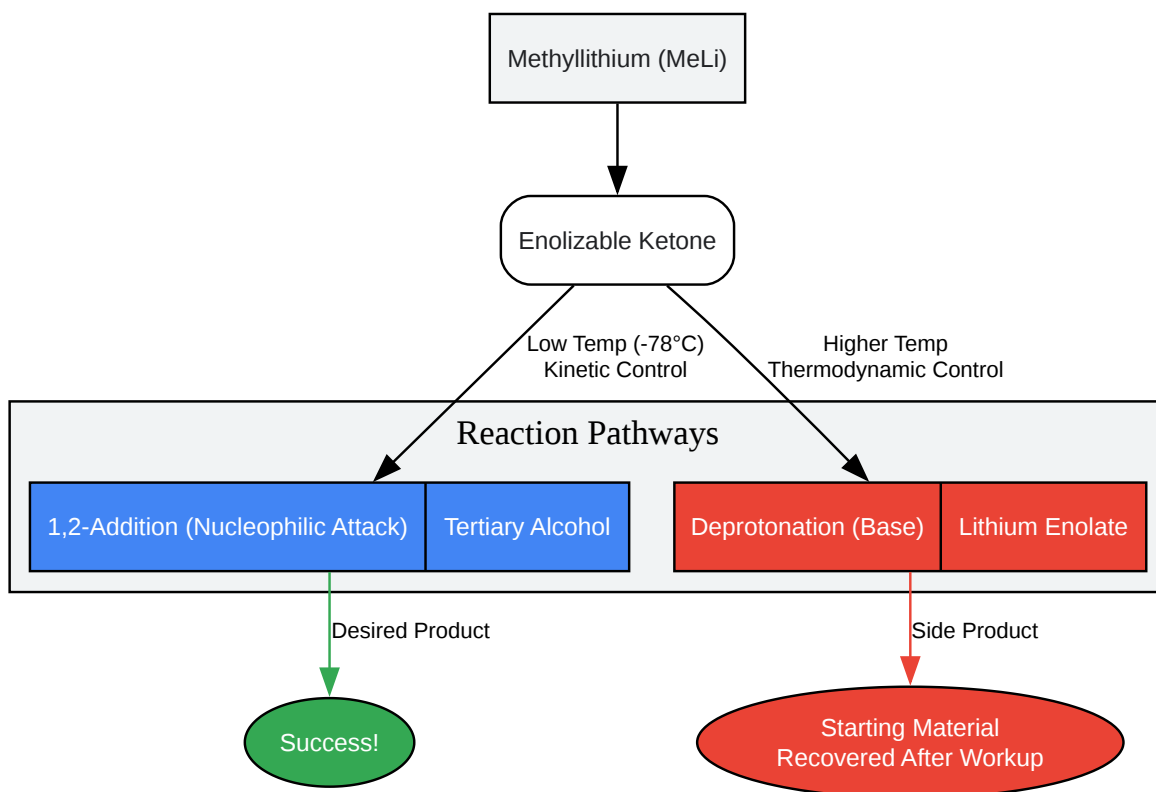 Methyllithium (MeLi)
Enolizable Ketone
Low Temp (-78°C)
Kinetic Control
Higher Temp
Thermodynamic Control
Reaction Pathways
1,2-Addition (Nucleophilic Attack)
Tertiary Alcohol
Deprotonation (Base)
Lithium Enolate
Desired Product
Side Product
Success!
Starting Material
Recovered After Workup